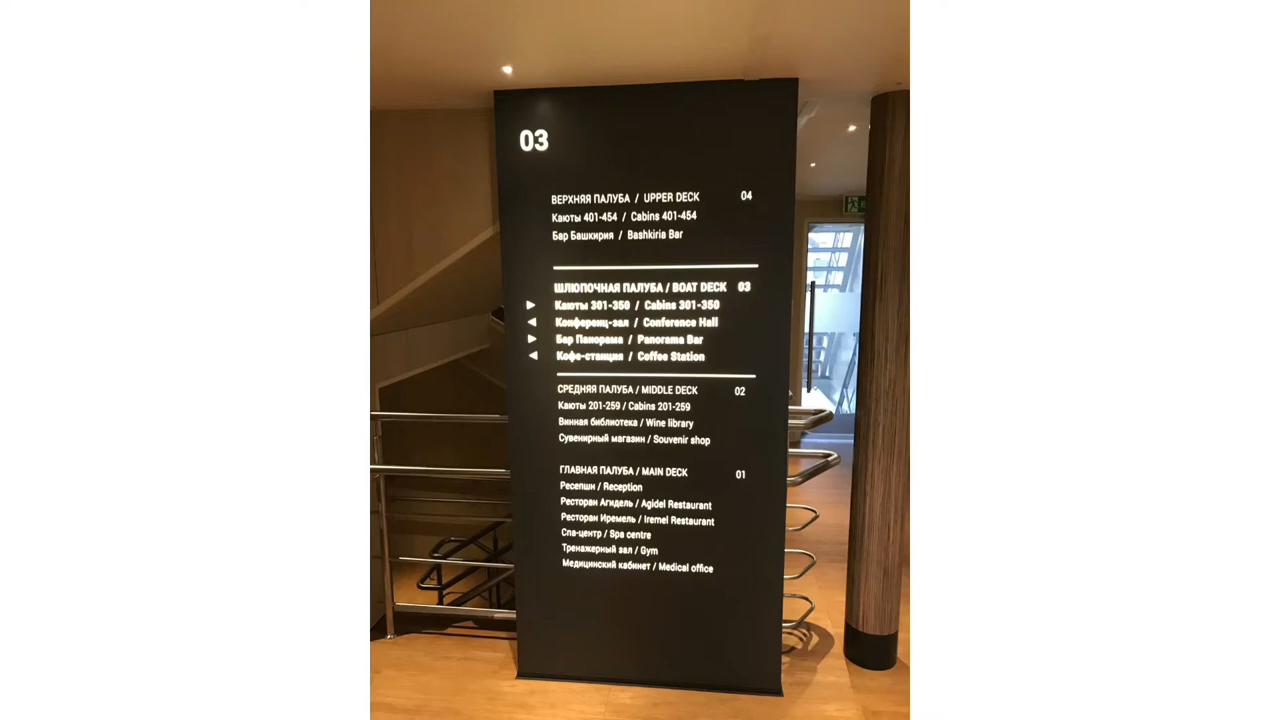 03
ВЕРХНЯЯ ПАЛУБА / UPPER DECK 04
Каюты 401-454 / Cabins 401-454
Бар Башкирия / Bashkiria Bar
ШЛЮПОЧНАЯ ПАЛУБА / BOAT DECK 03
Каюты 301-350 / Cabins 301-350
Конференц-зал / Conference Hall
Бар Панорама / Panorama Bar
Кофе-станция / Coffee Station
СРЕДНЯЯ ПАЛУБА / MIDDLE DECK 02
Каюты 201-259 / Cabins 201-259
Винная библиотека / Wine library
Сувенирный магазин / Souvenir shop
ГЛАВНАЯ ПАЛУБА / MAIN DECK 01
Ресепшн / Reception
Ресторан Агидель / Agidel Restaurant
Ресторан Иремель / Iremel Restaurant
Спа-центр / Spa centre
Тренажерный зал / Gym
Медицинский кабинет / Medical office